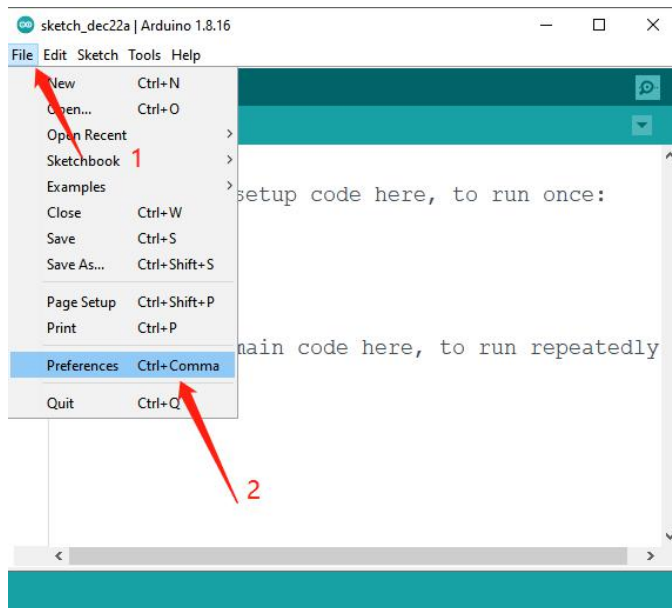 sketch_dec22a | Arduino 1.8.16
File Edit Sketch Tools Help
New Ctrl+N
Open... Ctrl+O
Open Recent
Sketchbook
1
Examples
setup code here, to run once:
Close Ctrl+W
Save Ctrl+S
Save As... Ctrl+Shift+S
Page Setup Ctrl+Shift+P
Print Ctrl+P
main code here, to run repeatedly
Preferences Ctrl+Comma
Quit Ctrl+Q
2